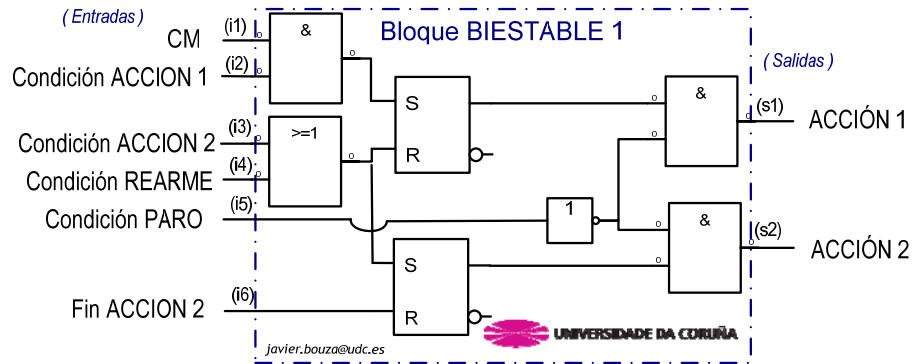 ( Entradas )
Bloque BIESTABLE 1
( Salidas )
CM (i1)
Condición ACCION 1 (i2)
&
S
R
& (s1) ACCIÓN 1
Condición ACCION 2 (i3)
Condición REARME (i4)
>=1
Condición PARO (i5)
1
& (s2) ACCIÓN 2
S
R
Fin ACCION 2 (i6)
UNIVERSIDADE DA CORUÑA
javier.bouza@udc.es